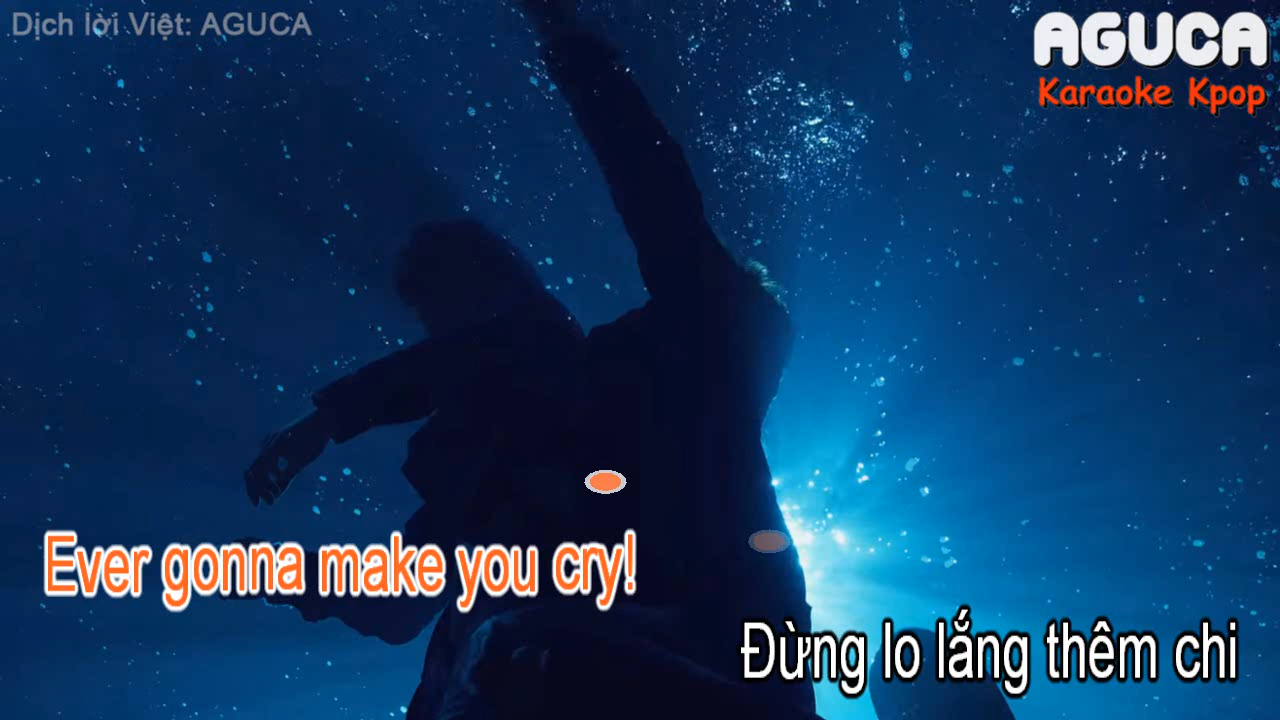 Dịch lời Việt: AGUCA
AGUCA
Karaoke Kpop
Ever gonna make you cry!
Đừng lo lắng thêm chi